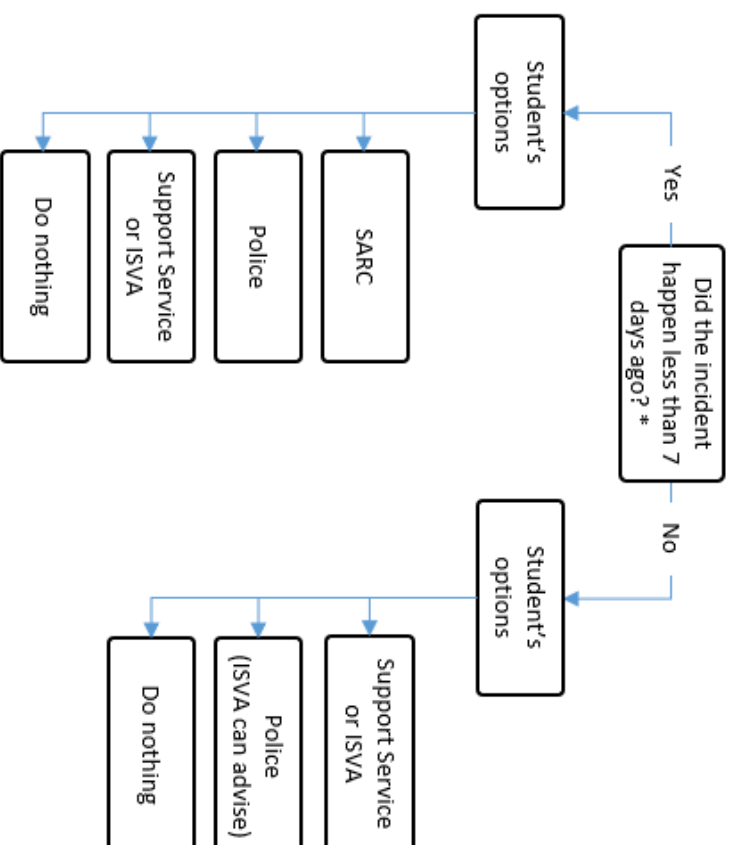 Did the incident
happen less than 7
days ago? *
Yes
No
Student's
options
SARC
Police
Support Service
or ISVA
Do nothing
Student's
options
Support Service
or ISVA
Police
(ISVA can advise)
Do nothing